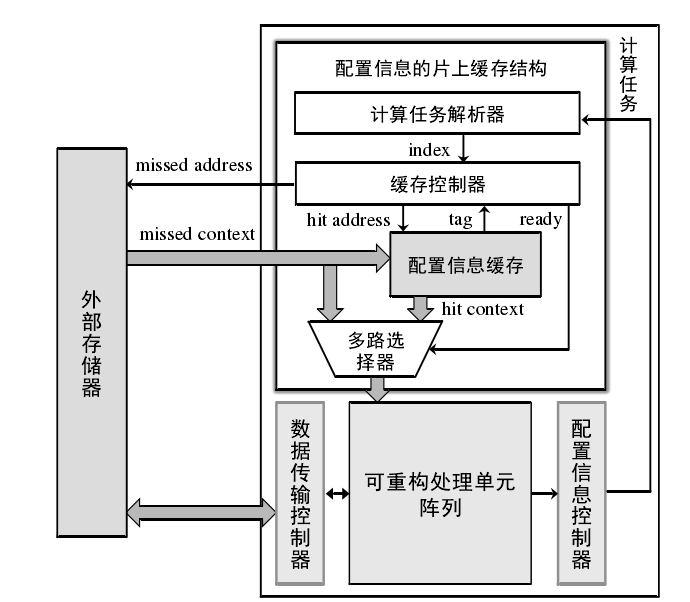 配置信息的片上缓存结构
计算任务
计算任务解析器
index
missed address
缓存控制器
hit address
tag
ready
missed context
配置信息缓存
hit context
外部存储器
多路选
择器
数据传输控制器
可重构处理单元
阵列
配置信息控制器